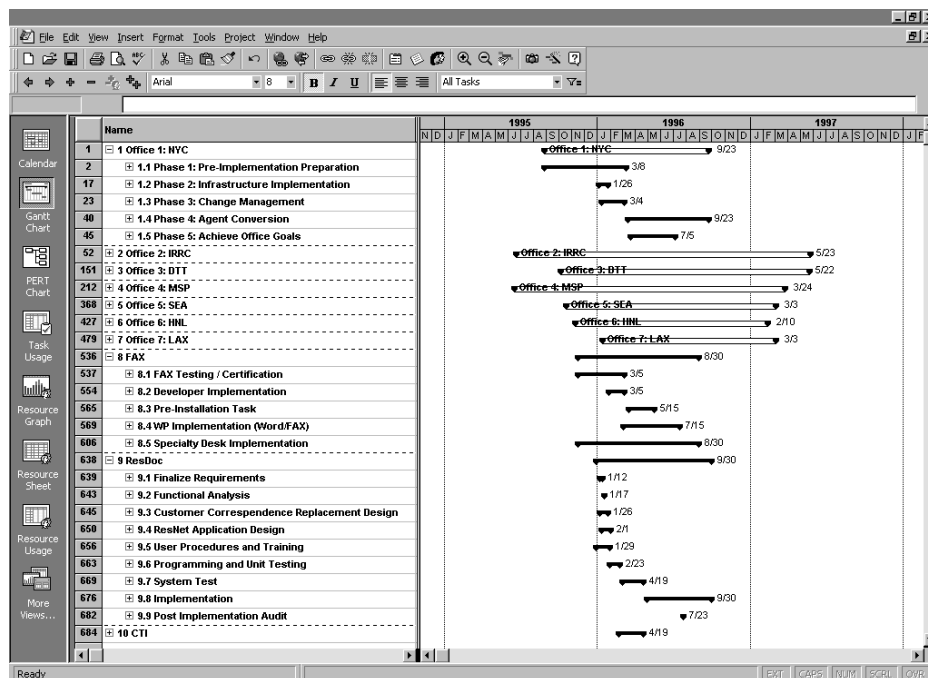 File Edit View Insert Format Tools Project Window Help
Arial 8 B I U All Tasks
Name 1995 1996 1997
N D J F M A M J J A S O N D J F M A M J J A S O N D J F M A M J J A S O N D J F
Calendar
Gantt Chart
PERT Chart
Task Usage
Resource Graph
Resource Sheet
Resource Usage
More Views...
1 1 Office 1: NYC Office 1: NYC 9/23
2 1.1 Phase 1: Pre-Implementation Preparation 3/8
17 1.2 Phase 2: Infrastructure Implementation 1/26
23 1.3 Phase 3: Change Management 3/4
40 1.4 Phase 4: Agent Conversion 9/23
45 1.5 Phase 5: Achieve Office Goals 7/5
52 2 Office 2: IRRC Office 2: IRRC 5/23
151 3 Office 3: DTT Office 3: DTT 5/22
212 4 Office 4: MSP Office 4: MSP 3/24
368 5 Office 5: SEA Office 5: SEA 3/3
427 6 Office 6: HNL Office 6: HNL 2/10
479 7 Office 7: LAX Office 7: LAX 3/3
536 8 FAX 8/30
537 8.1 FAX Testing / Certification 3/5
554 8.2 Developer Implementation 3/5
565 8.3 Pre-Installation Task 5/15
569 8.4 WP Implementation (Word/FAX) 7/15
606 8.5 Specialty Desk Implementation 8/30
638 9 ResDoc 9/30
639 9.1 Finalize Requirements 1/12
643 9.2 Functional Analysis 1/17
645 9.3 Customer Correspendence Replacement Design 1/26
650 9.4 ResNet Application Design 2/1
656 9.5 User Procedures and Training 1/29
663 9.6 Programming and Unit Testing 2/23
669 9.7 System Test 4/19
676 9.8 Implementation 9/30
682 9.9 Post Implementation Audit 7/23
684 10 CTI 4/19
Ready EXT CAPS NUM SCRL OVR